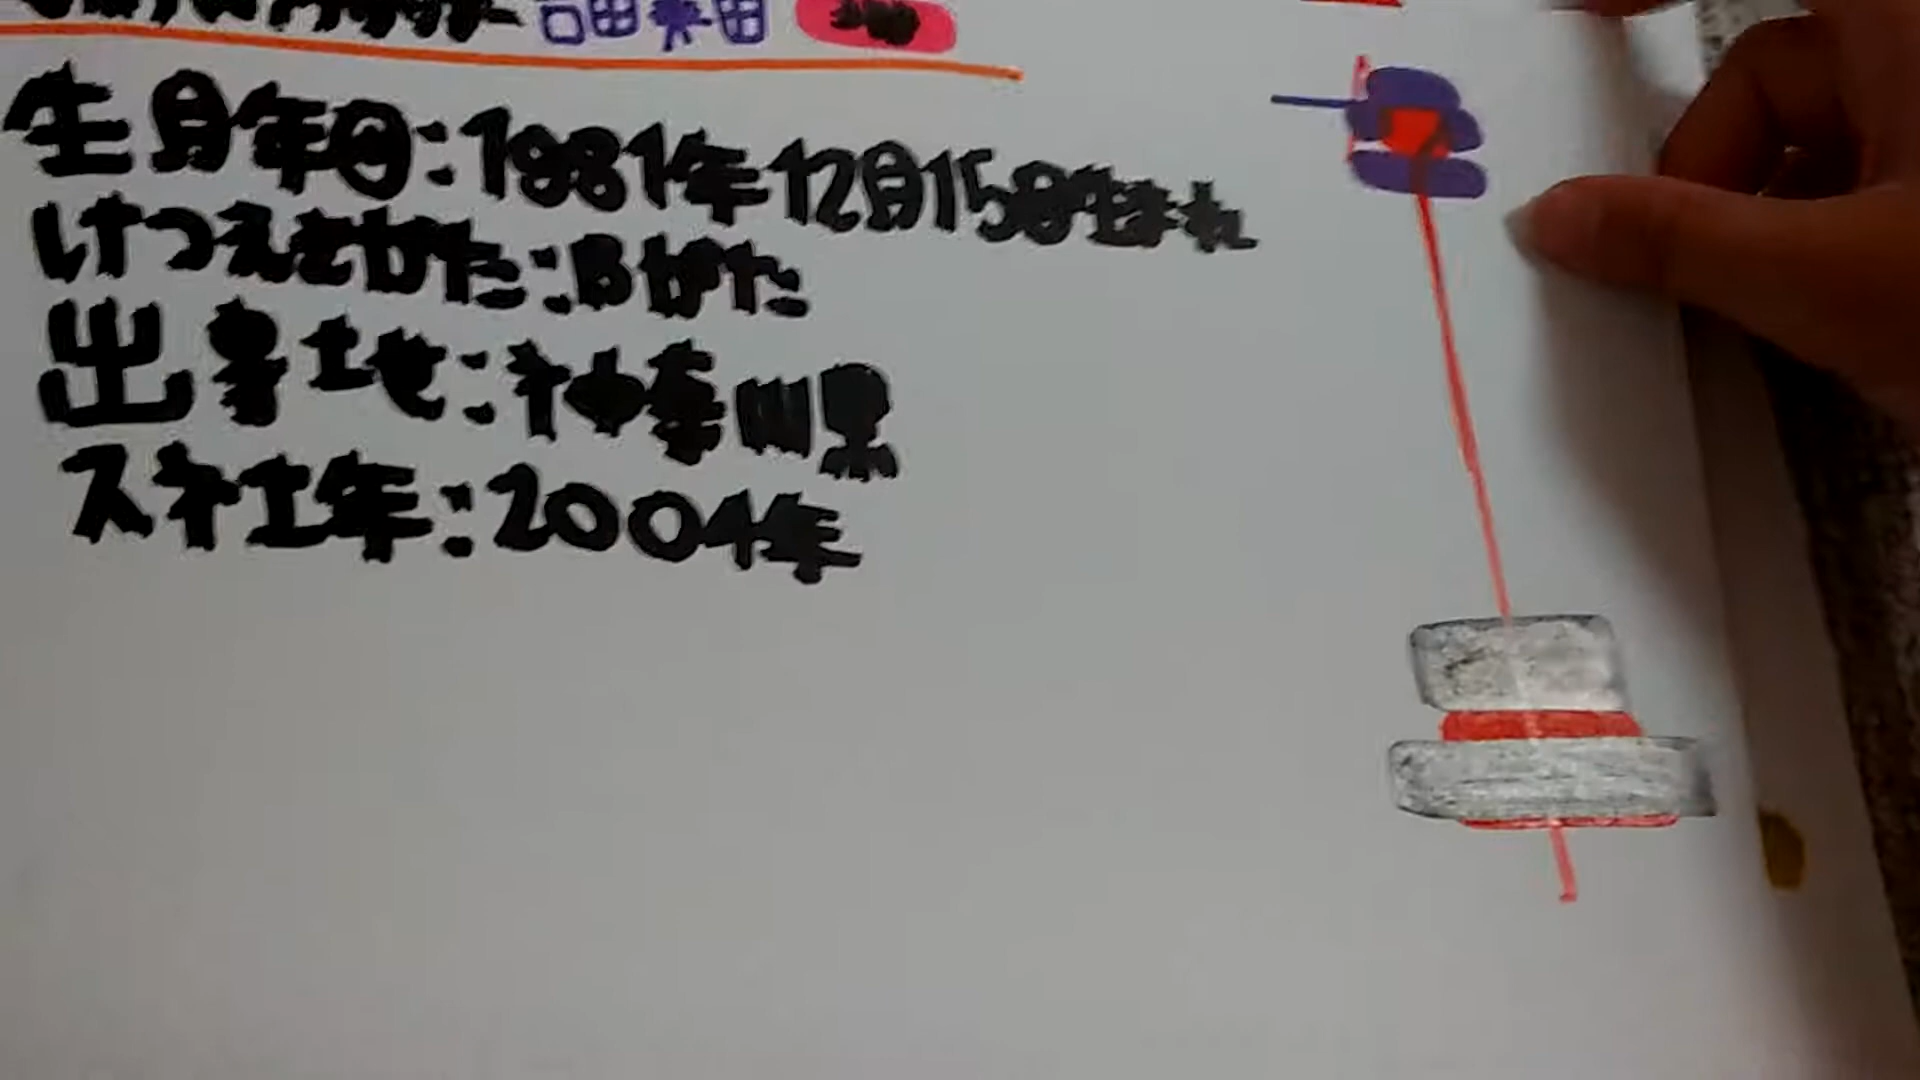 生身年月:1981年12月15日生まれ
けつえきがた:Bがた
出身地:神奈川県
入社年:2004年